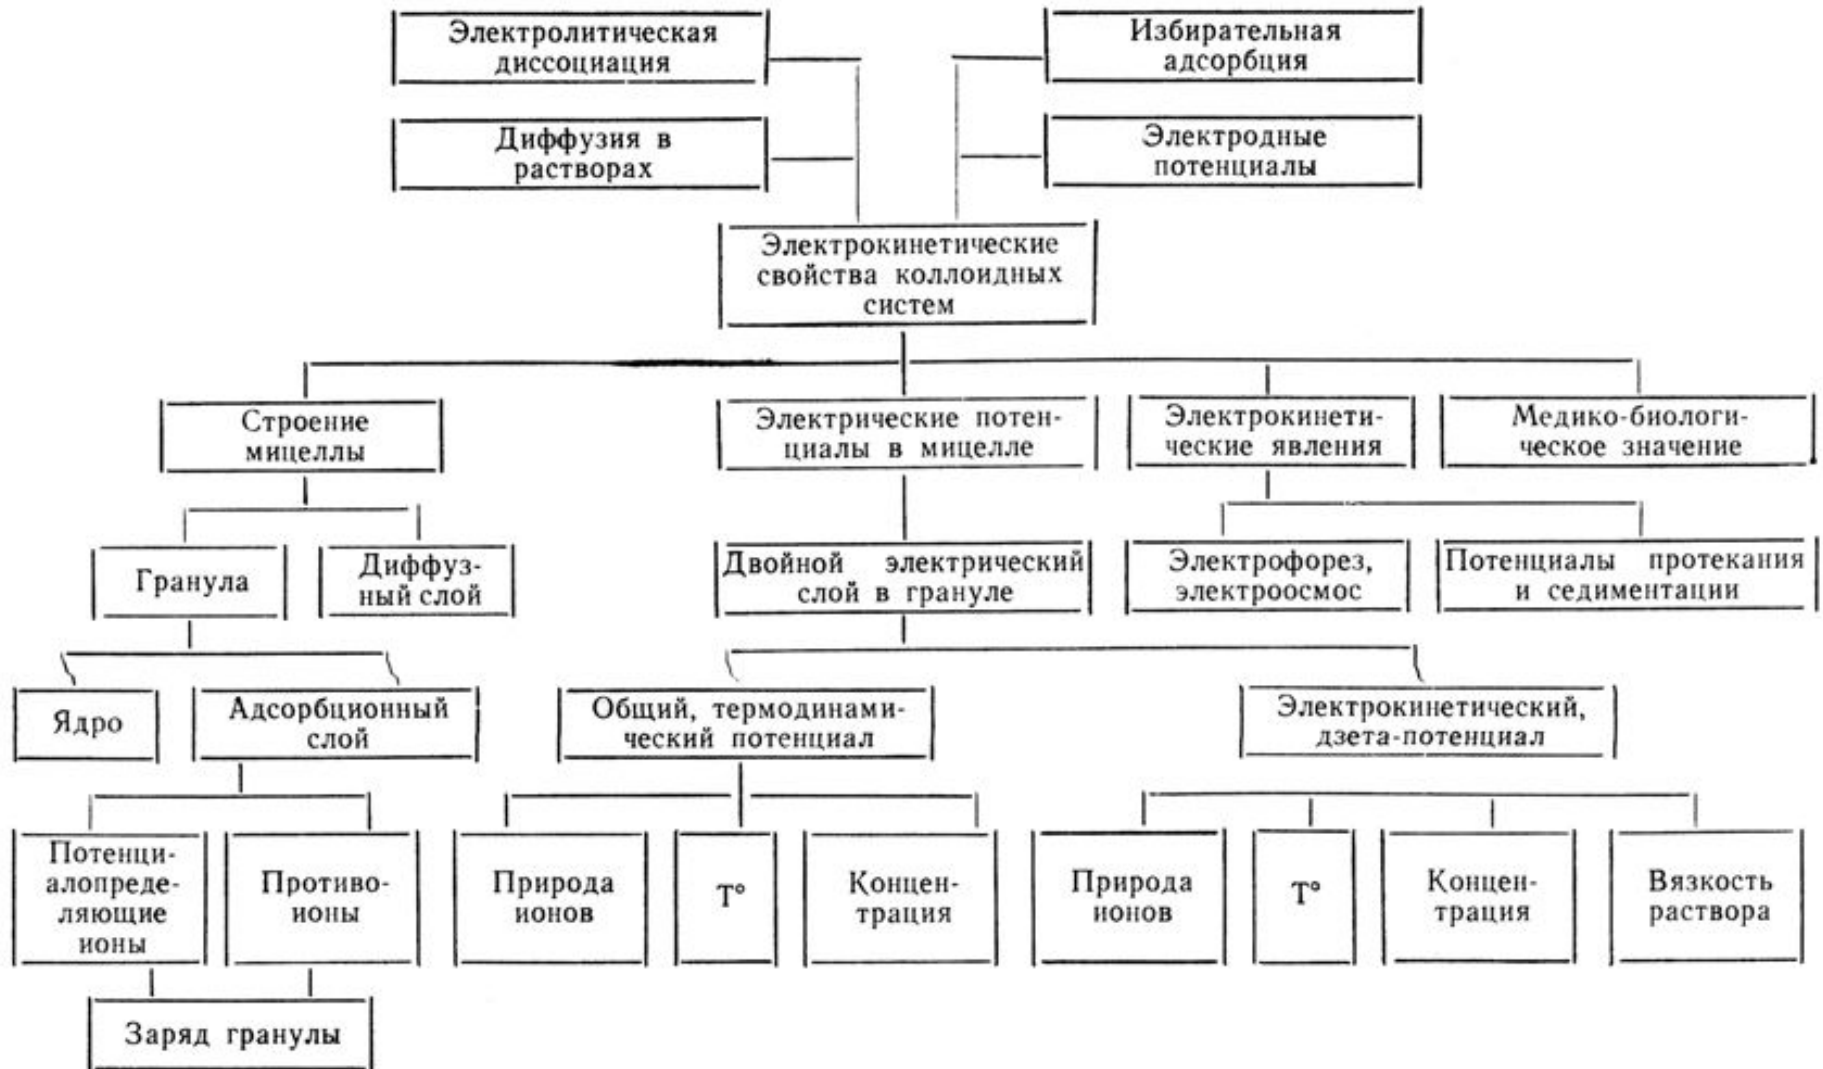 Электролитическая
диссоциация
Избирательная
адсорбция
Диффузия в
растворах
Электродные
потенциалы
Электрокинетические
свойства коллоидных
систем
Строение
мицеллы
Электрические потен-
циалы в мицелле
Электрокинети-
ческие явления
Медико-биологи-
ческое значение
Гранула
Диффуз-
ный слой
Двойной электрический
слой в грануле
Электрофорез,
электроосмос
Потенциалы протекания
и седиментации
Ядро
Адсорбционный
слой
Общий, термодинами-
ческий потенциал
Электрокинетический,
дзета-потенциал
Потенци-
алопреде-
ляющие
ионы
Противо-
ионы
Природа
ионов
T°
Концен-
трация
Природа
ионов
T°
Концен-
трация
Вязкость
раствора
Заряд гранулы